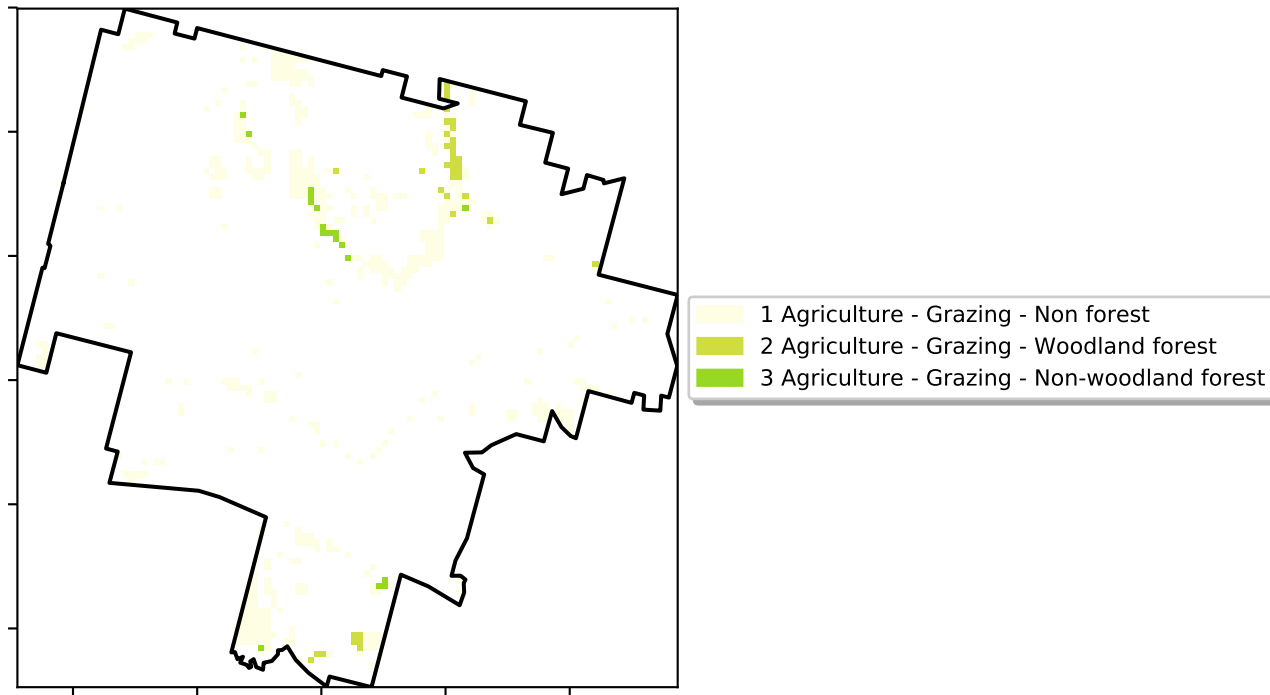 1 Agriculture - Grazing - Non forest
2 Agriculture - Grazing - Woodland forest
3 Agriculture - Grazing - Non-woodland forest